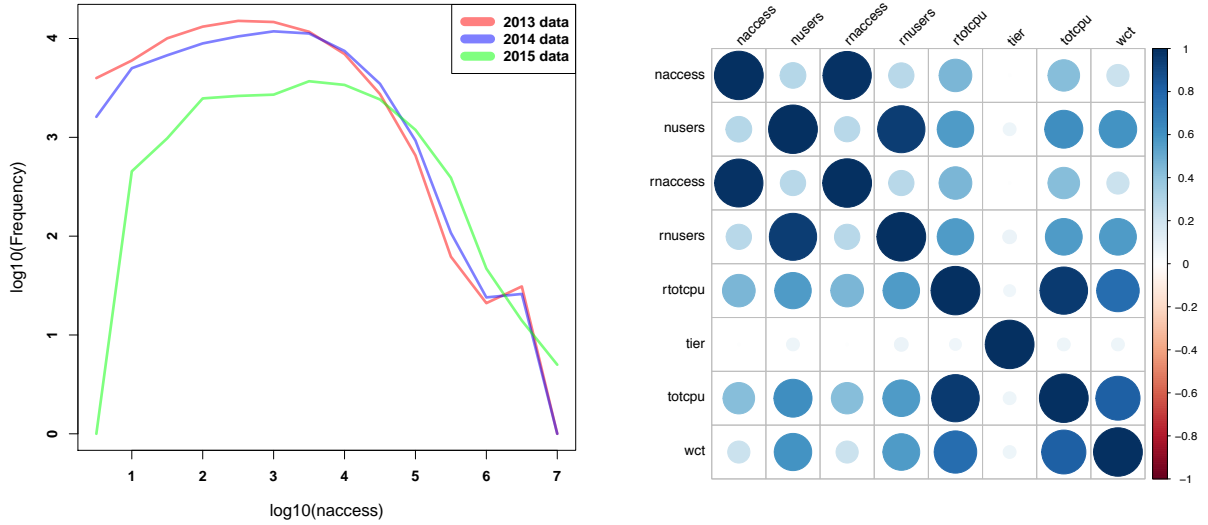 2013 data
2014 data
2015 data
log10(Frequency)
0
1
2
3
4
1 2 3 4 5 6 7
log10(naccess)
naccess nusers rnaccess rnusers rtotcpu tier totcpu wct
naccess
nusers
rnaccess
rnusers
rtotcpu
tier
totcpu
wct
1
0.8
0.6
0.4
0.2
0
−0.2
−0.4
−0.6
−0.8
−1